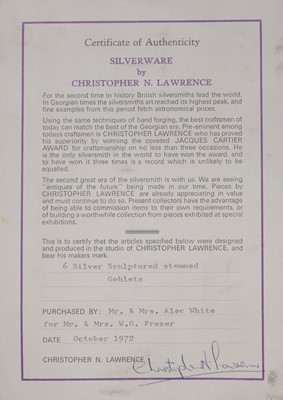 Certificate of Authenticity
SILVERWARE
by
CHRISTOPHER N. LAWRENCE
For the second time in history British silversmiths lead the world.
In Georgian times the silversmiths art reached its highest peak, and
fine examples from this period fetch astronomical prices.
Using the same techniques of hand forging, the best craftsmen of
today can match the best of the Georgian era. Pre-eminent among
todays craftsmen is CHRISTOPHER LAWRENCE who has proved
his superiority by winning the coveted JACQUES CARTIER
AWARD for craftsmanship on no less than three occasions. He
is the only silversmith in the world to have won the award, and
to have won it three times is a record which is unlikely to be
equalled.
The second great era of the silversmith is with us. We are seeing
"antiques of the future" being made in our time. Pieces by
CHRISTOPHER LAWRENCE are already appreciating in value
and must continue to do so. Present collectors have the advantage
of being able to commission items to their own requirements, or
of building a worthwhile collection from pieces exhibited at special
exhibitions.
This is to certify that the articles specified below were designed
and produced in the studio of CHRISTOPHER LAWRENCE, and
bear his makers mark.
6 Silver Sculptured stemmed
Goblets
PURCHASED BY: Mr. & Mrs. Alec White
for Mr. & Mrs. W.G. Frazer
DATE October 1972
CHRISTOPHER N. LAWRENCE Christopher N Lawrence